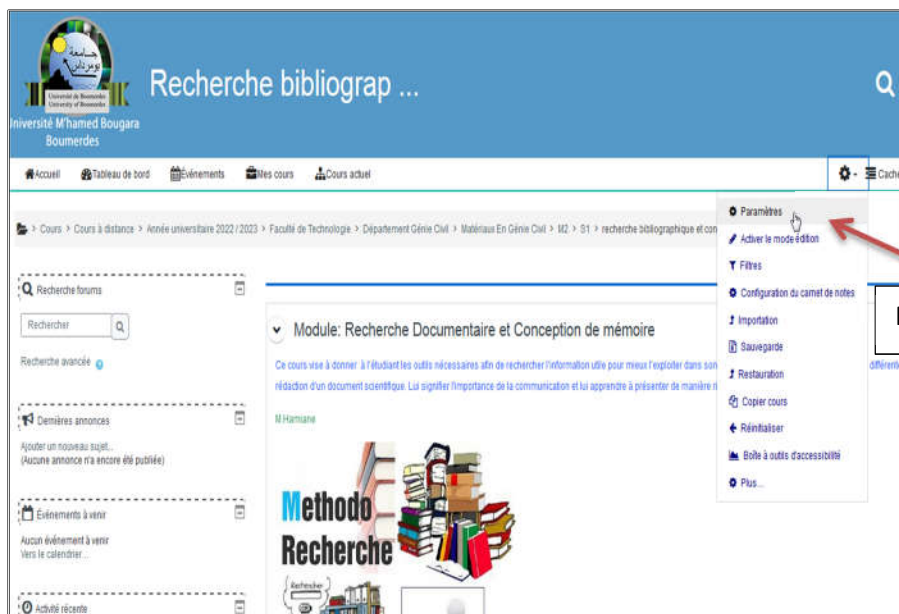 جامعة
بومرداس
Université de Boumerdes
University of Boumerdes
Université M'hamed Bougara
Boumerdes
Recherche bibliograp ...
Accueil Tableau de bord Événements Mes cours Cours actuel
Cache
> Cours > Cours à distance > Année universitaire 2022 / 2023 > Faculté de Technologie > Département Génie Civil > Matériaux En Génie Civil > M2 > S1 > recherche bibliographique et con
Paramètres
Activer le mode édition
Filtres
Configuration du carnet de notes
Importation
Sauvegarde
Restauration
Copier cours
Réinitialiser
Boîte à outils d'accessibilité
Plus...
Recherche forums
Rechercher
Recherche avancée
Dernières annonces
Ajouter un nouveau sujet...
(Aucune annonce n'a encore été publiée)
Événements à venir
Aucun événement à venir
Vers le calendrier...
Activité récente
Module: Recherche Documentaire et Conception de mémoire
Ce cours vise à donner à l'étudiant les outils nécessaires afin de rechercher l'information utile pour mieux l'exploiter dans son différente
rédaction d'un document scientifique. Lui signifier l'importance de la communication et lui apprendre à présenter de manière ri
M.Hamiane
Methodo
Recherche
Rechercher